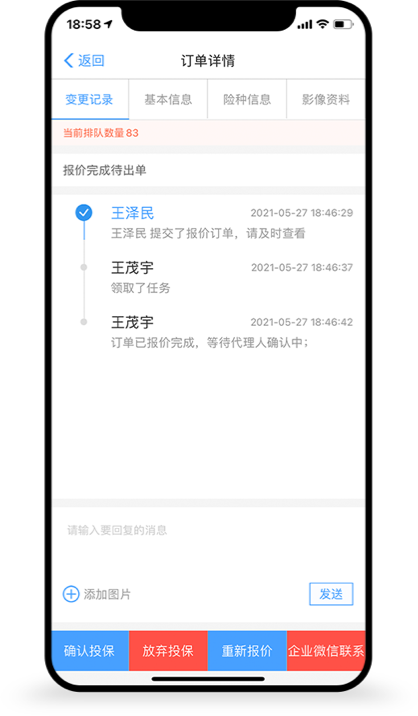 18:58
返回
订单详情
变更记录
基本信息
险种信息
影像资料
当前排队数量 83
报价完成待出单
王泽民
2021-05-27 18:46:29
王泽民 提交了报价订单，请及时查看
王茂宇
2021-05-27 18:46:37
领取了任务
王茂宇
2021-05-27 18:46:42
订单已报价完成，等待代理人确认中；
请输入要回复的消息
添加图片
发送
确认投保
放弃投保
重新报价
企业微信联系